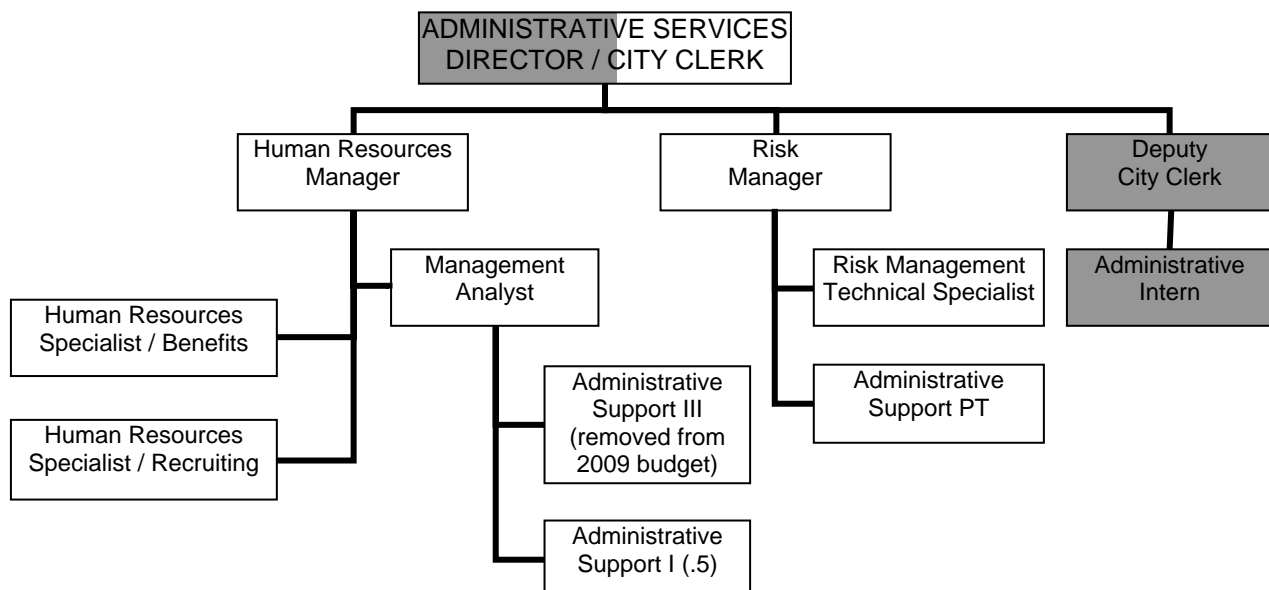 ADMINISTRATIVE SERVICES
DIRECTOR / CITY CLERK
Human Resources
Manager
Risk
Manager
Deputy
City Clerk
Management
Analyst
Risk Management
Technical Specialist
Administrative
Intern
Human Resources
Specialist / Benefits
Administrative
Support III
(removed from
2009 budget)
Administrative
Support PT
Human Resources
Specialist / Recruiting
Administrative
Support I (.5)